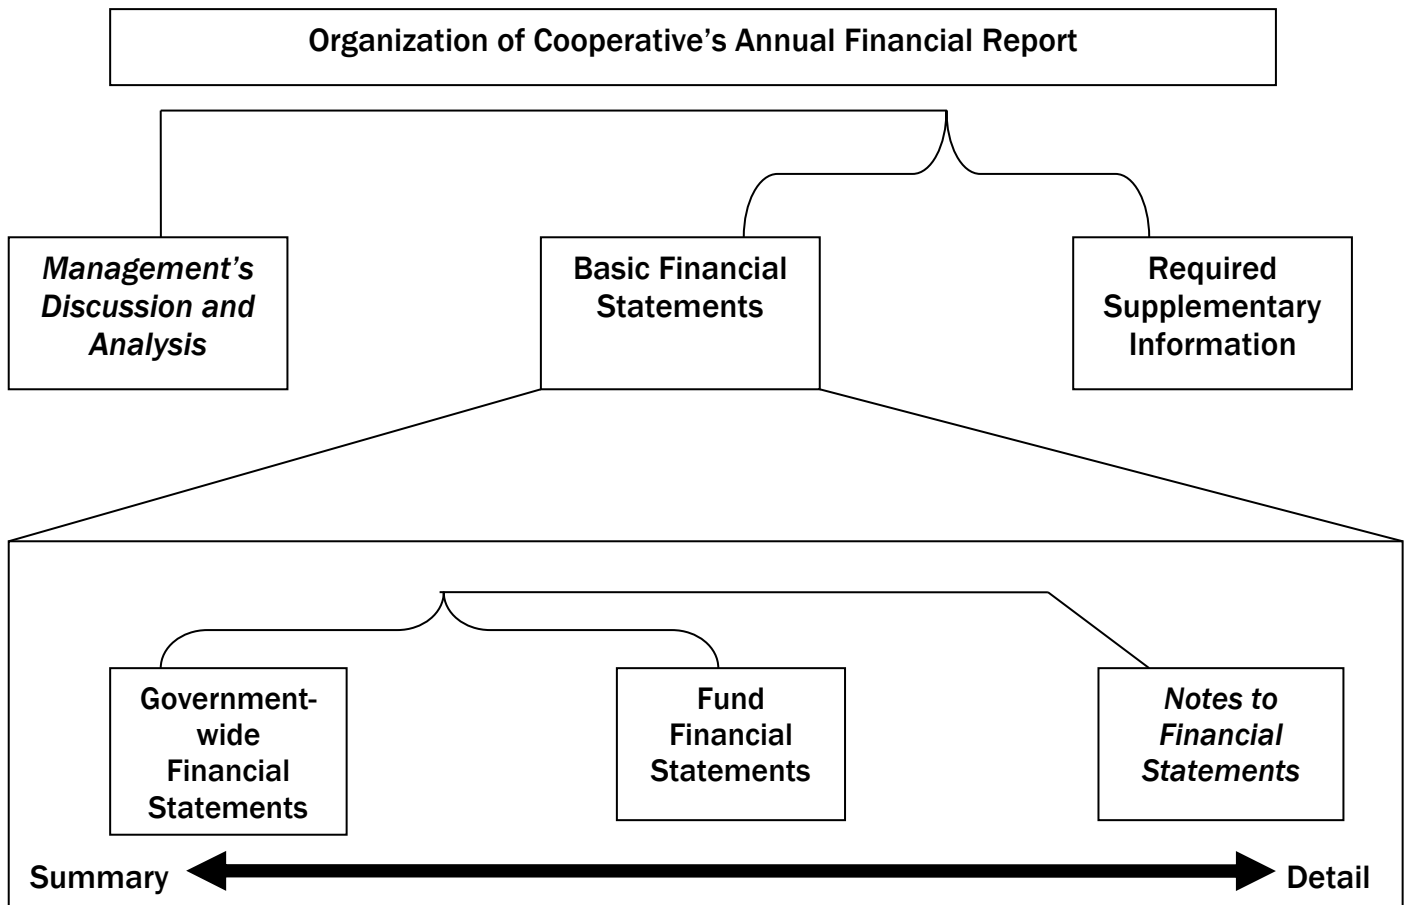 Organization of Cooperative’s Annual Financial Report
Management’s
Discussion and
Analysis
Basic Financial
Statements
Required
Supplementary
Information
Government-
wide
Financial
Statements
Fund
Financial
Statements
Notes to
Financial
Statements
Summary
Detail